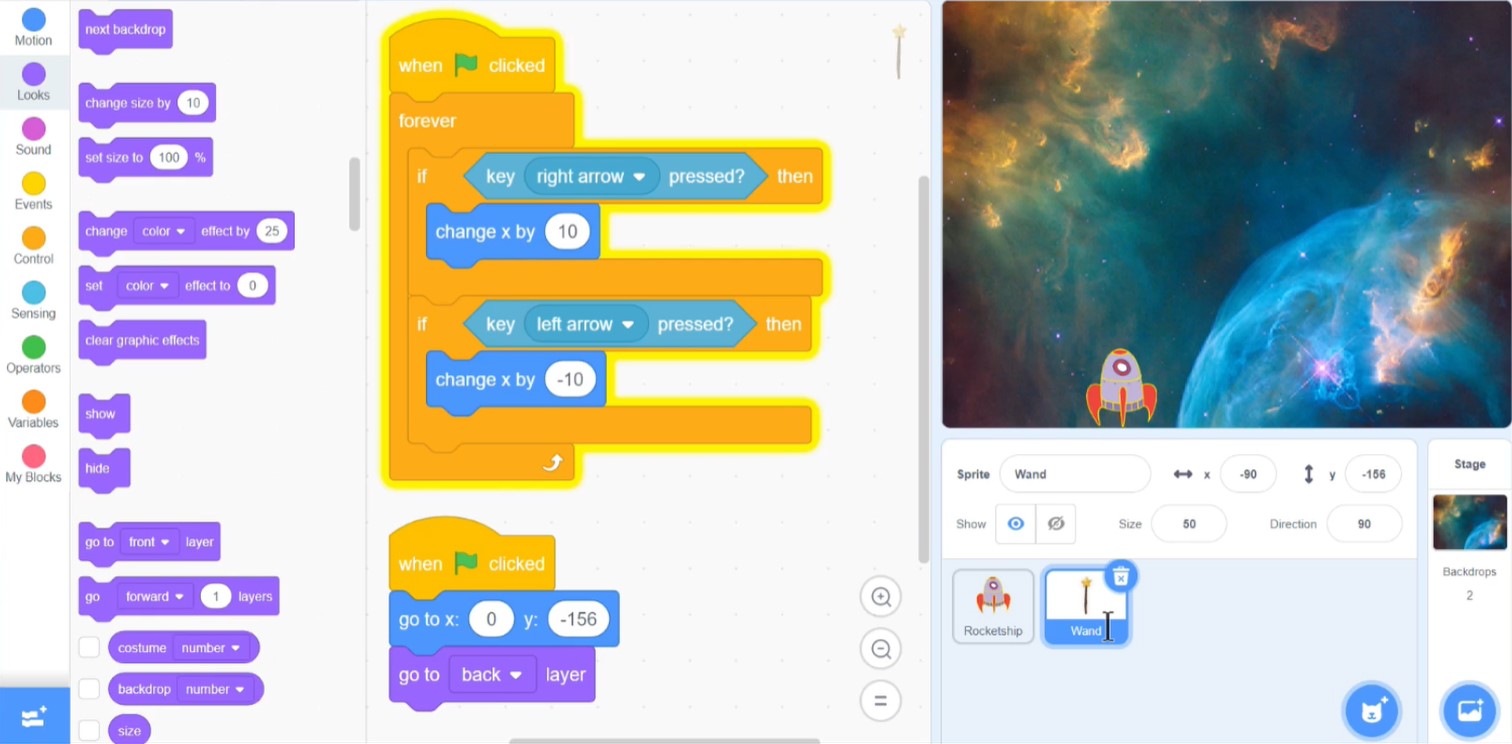 Motion
Looks
Sound
Events
Control
Sensing
Operators
Variables
My Blocks
next backdrop
change size by 10
set size to 100 %
change color effect by 25
set color effect to 0
clear graphic effects
show
hide
go to front layer
go forward 1 layers
costume number
backdrop number
size
when clicked
forever
if key right arrow pressed? then
change x by 10
if key left arrow pressed? then
change x by -10
when clicked
go to x: 0 y: -156
go to back layer
Sprite Wand x -90 y -156
Show Size 50 Direction 90
Rocketship
Wand
Stage
Backdrops
2